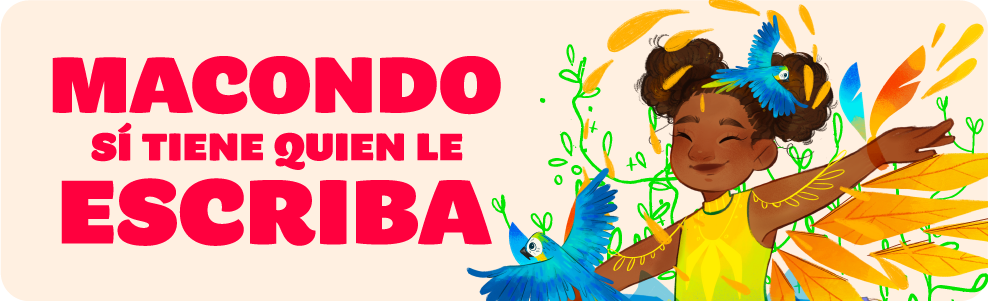 MACONDO
SÍ TIENE QUIEN LE
ESCRIBA